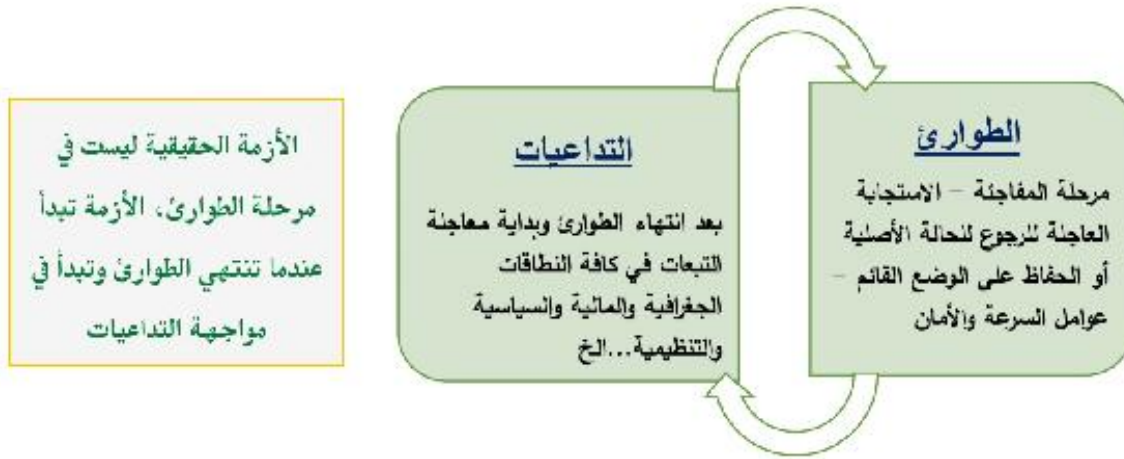 الطوارئ
مرحلة المفاجئة – الاستجابة
العاجلة للرجوع للحالة الأصلية
أو الحفاظ على الوضع القائم –
عوامل السرعة والأمان
التداعيات
بعد انتهاء الطوارئ وبداية معاجلة
التبعات في كافة النطاقات
الجغرافية والمالية والسياسية
والتنظيمية...الخ
الأزمة الحقيقية ليست في
مرحلة الطوارئ، الأزمة تبدأ
عندما تنتهي الطوارئ وتبدأ في
مواجهة التداعيات